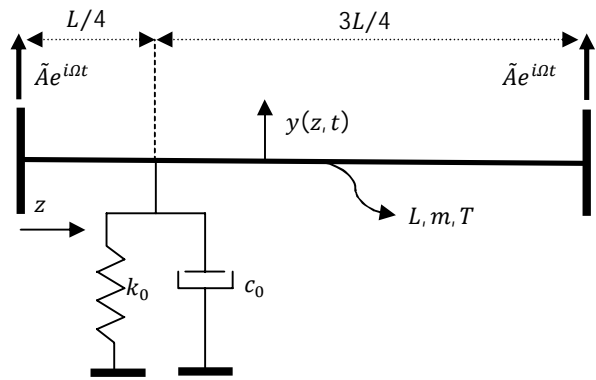 L/4
3L/4
Ãe^{iΩt}
Ãe^{iΩt}
y(z,t)
z
L, m, T
k₀
c₀